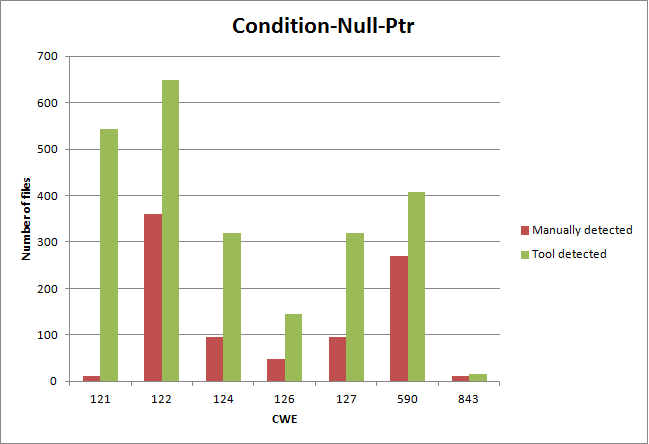 Condition-Null-Ptr
700
600
500
400
300
200
100
0
Number of files
121 122 124 126 127 590 843
CWE
Manually detected
Tool detected